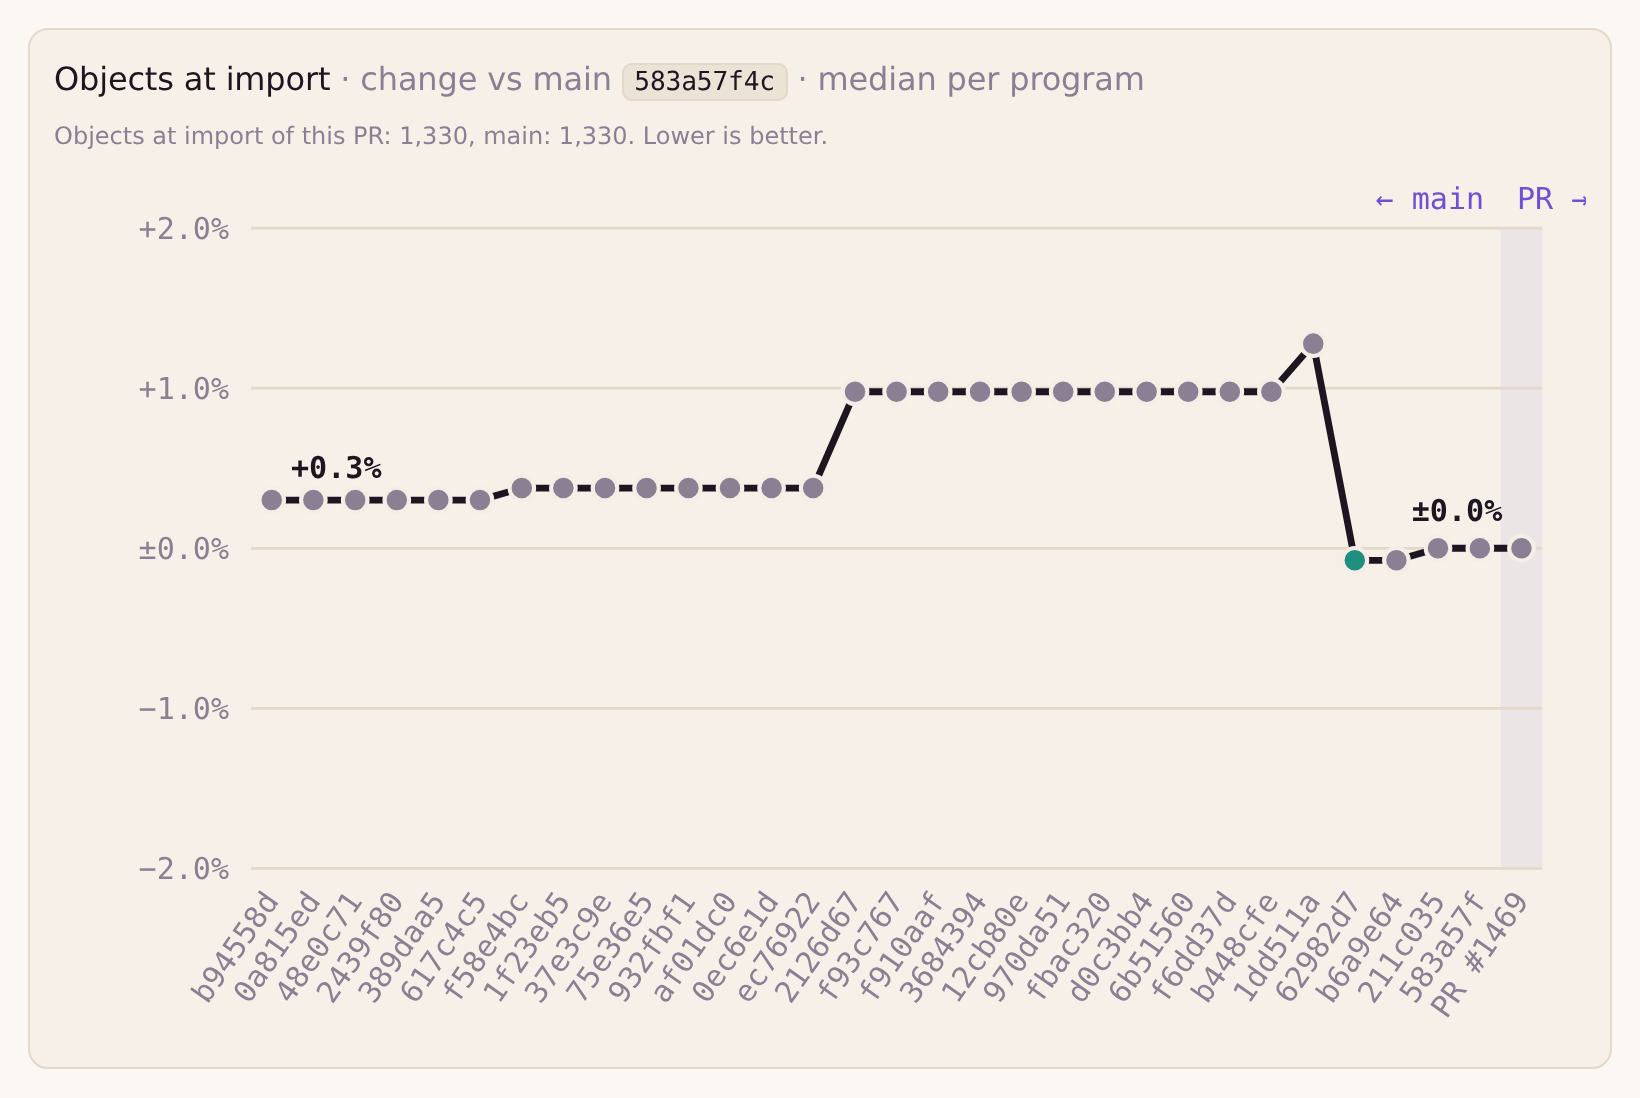 Objects at import · change vs main 583a57f4c · median per program
Objects at import of this PR: 1,330, main: 1,330. Lower is better.
← main PR →
+2.0%
+1.0%
±0.0%
−1.0%
−2.0%
+0.3%
±0.0%
b94558d
0a815ed
48e0c71
2439f80
389daa5
617c4c5
f58e4bc
1f23eb5
37e3c9e
75e36e5
932fbf1
af01dc0
0ec6e1d
ec76922
2126d67
f93c767
f910aaf
3684394
12cb80e
970da51
fbac320
d0c3bb4
6b51560
f6dd37d
b448cfe
1dd511a
62982d7
b6a9e64
211c035
583a57f
PR #1469